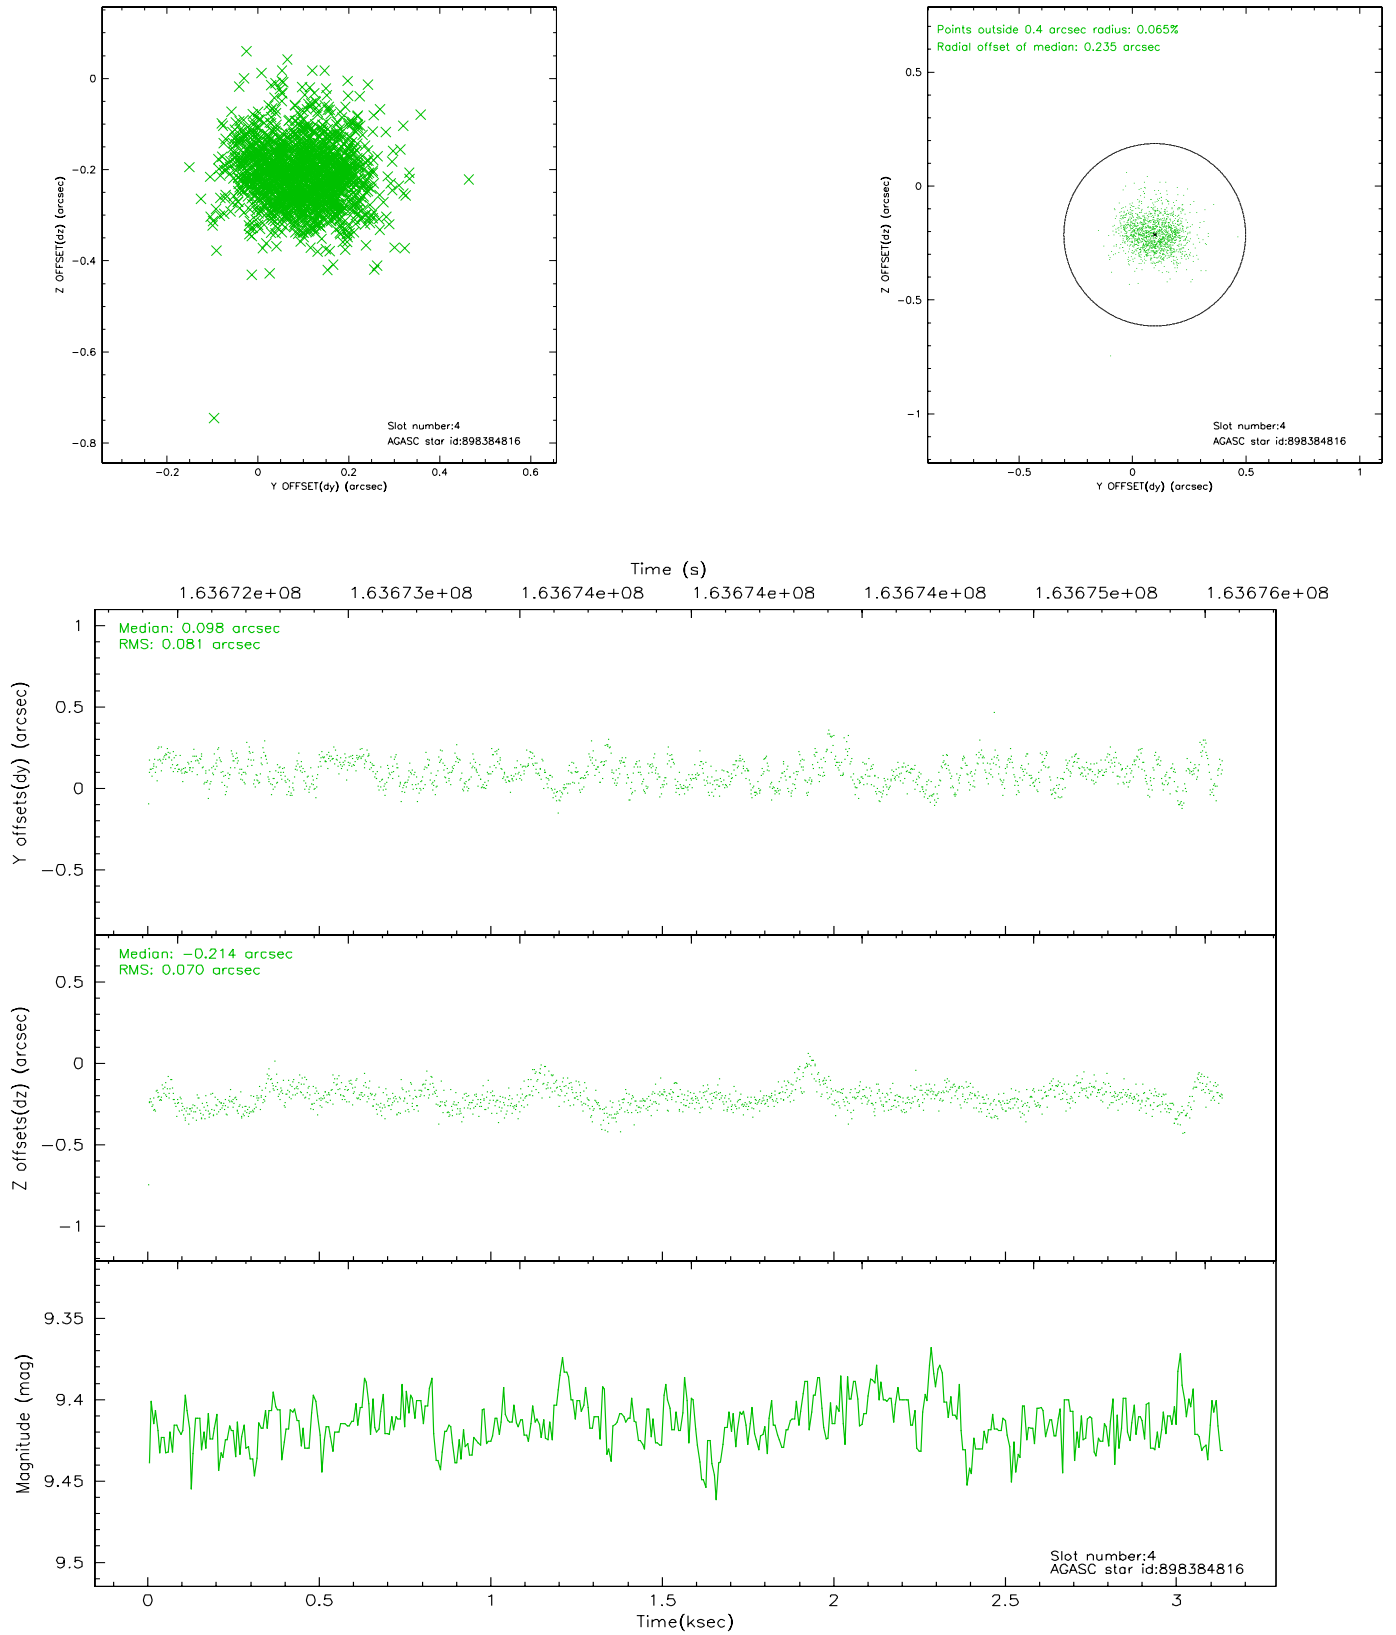 0
-0.2
-0.4
-0.6
-0.8
Z OFFSET(dz) (arcsec)
Slot number:4
AGASC star id:898384816
-0.2 0 0.2 0.4 0.6
Y OFFSET(dy) (arcsec)
Points outside 0.4 arcsec radius: 0.065%
Radial offset of median: 0.235 arcsec
0.5
0
-0.5
-1
Z OFFSET(dz) (arcsec)
Slot number:4
AGASC star id:898384816
-0.5 0 0.5 1
Y OFFSET(dy) (arcsec)
Time (s)
1.63672e+08 1.63673e+08 1.63674e+08 1.63674e+08 1.63674e+08 1.63675e+08 1.63676e+08
Median: 0.098 arcsec
RMS: 0.081 arcsec
1
0.5
0
-0.5
Y offsets(dy) (arcsec)
Median: -0.214 arcsec
RMS: 0.070 arcsec
0.5
0
-0.5
-1
Z offsets(dz) (arcsec)
9.35
9.4
9.45
9.5
Magnitude (mag)
Slot number:4
AGASC star id:898384816
0 0.5 1 1.5 2 2.5 3
Time(ksec)